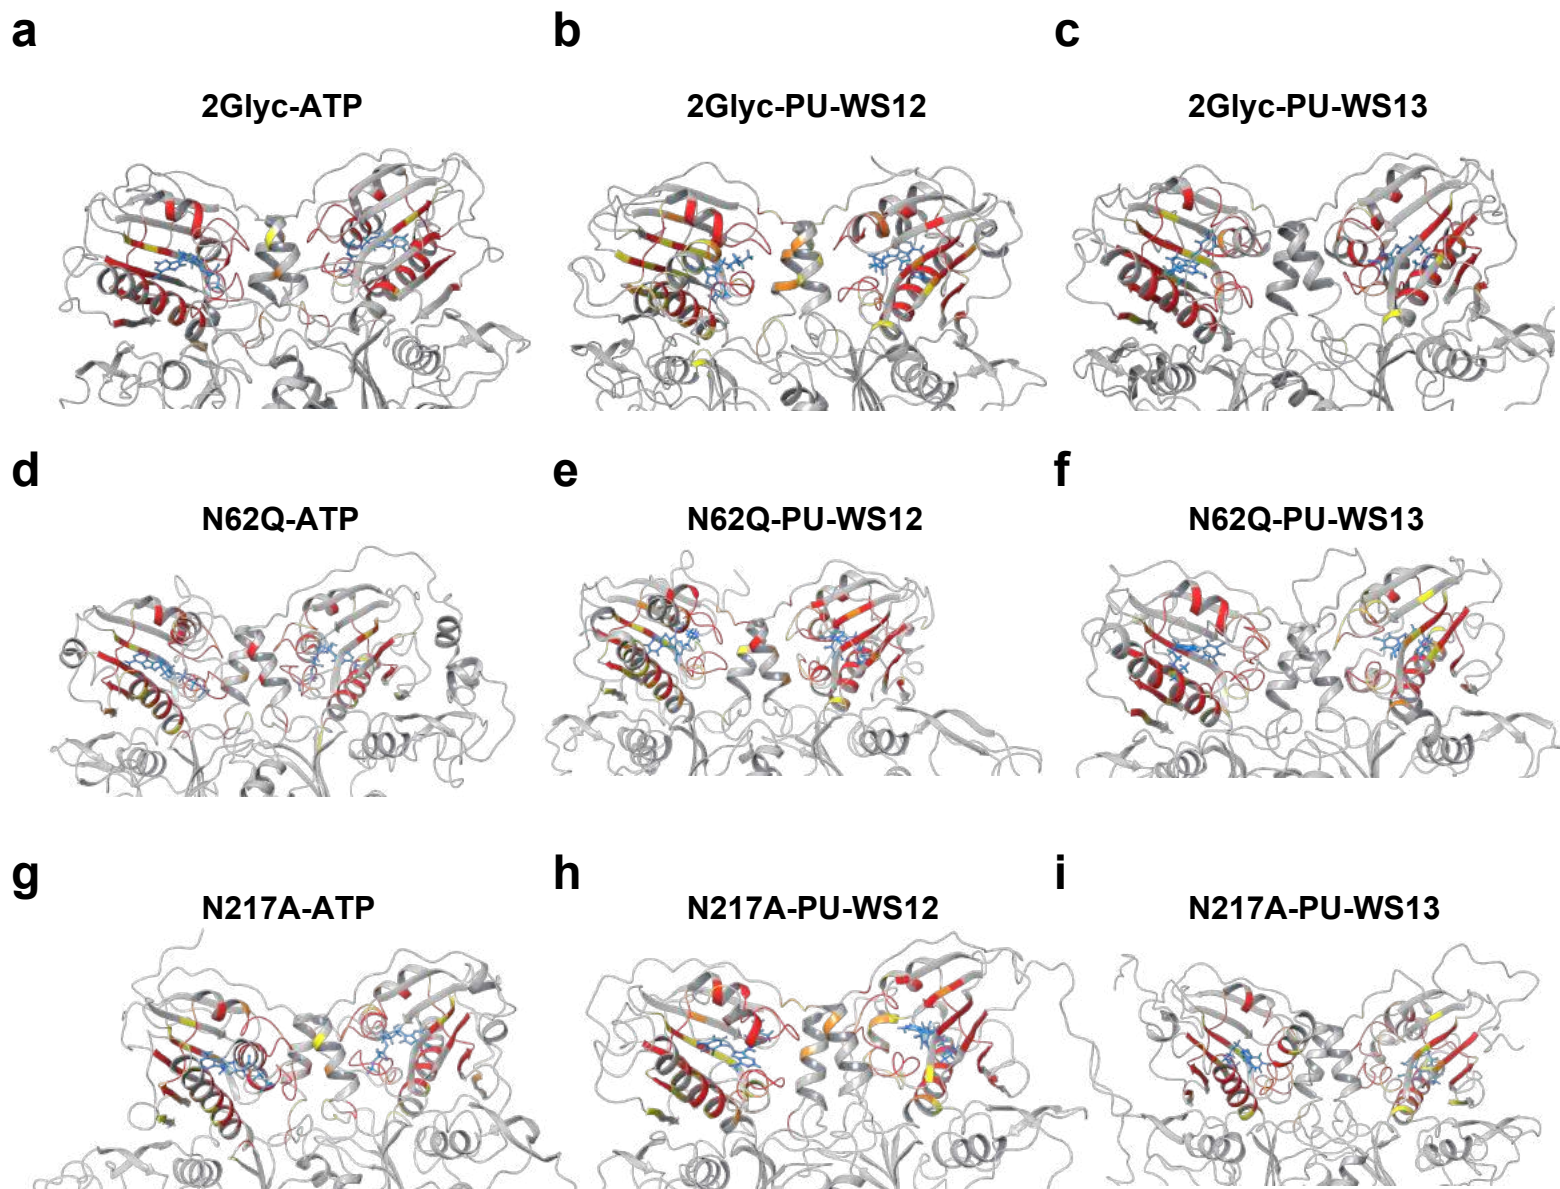 a
b
c
2Glyc-ATP
2Glyc-PU-WS12
2Glyc-PU-WS13
d
e
f
N62Q-ATP
N62Q-PU-WS12
N62Q-PU-WS13
g
h
i
N217A-ATP
N217A-PU-WS12
N217A-PU-WS13